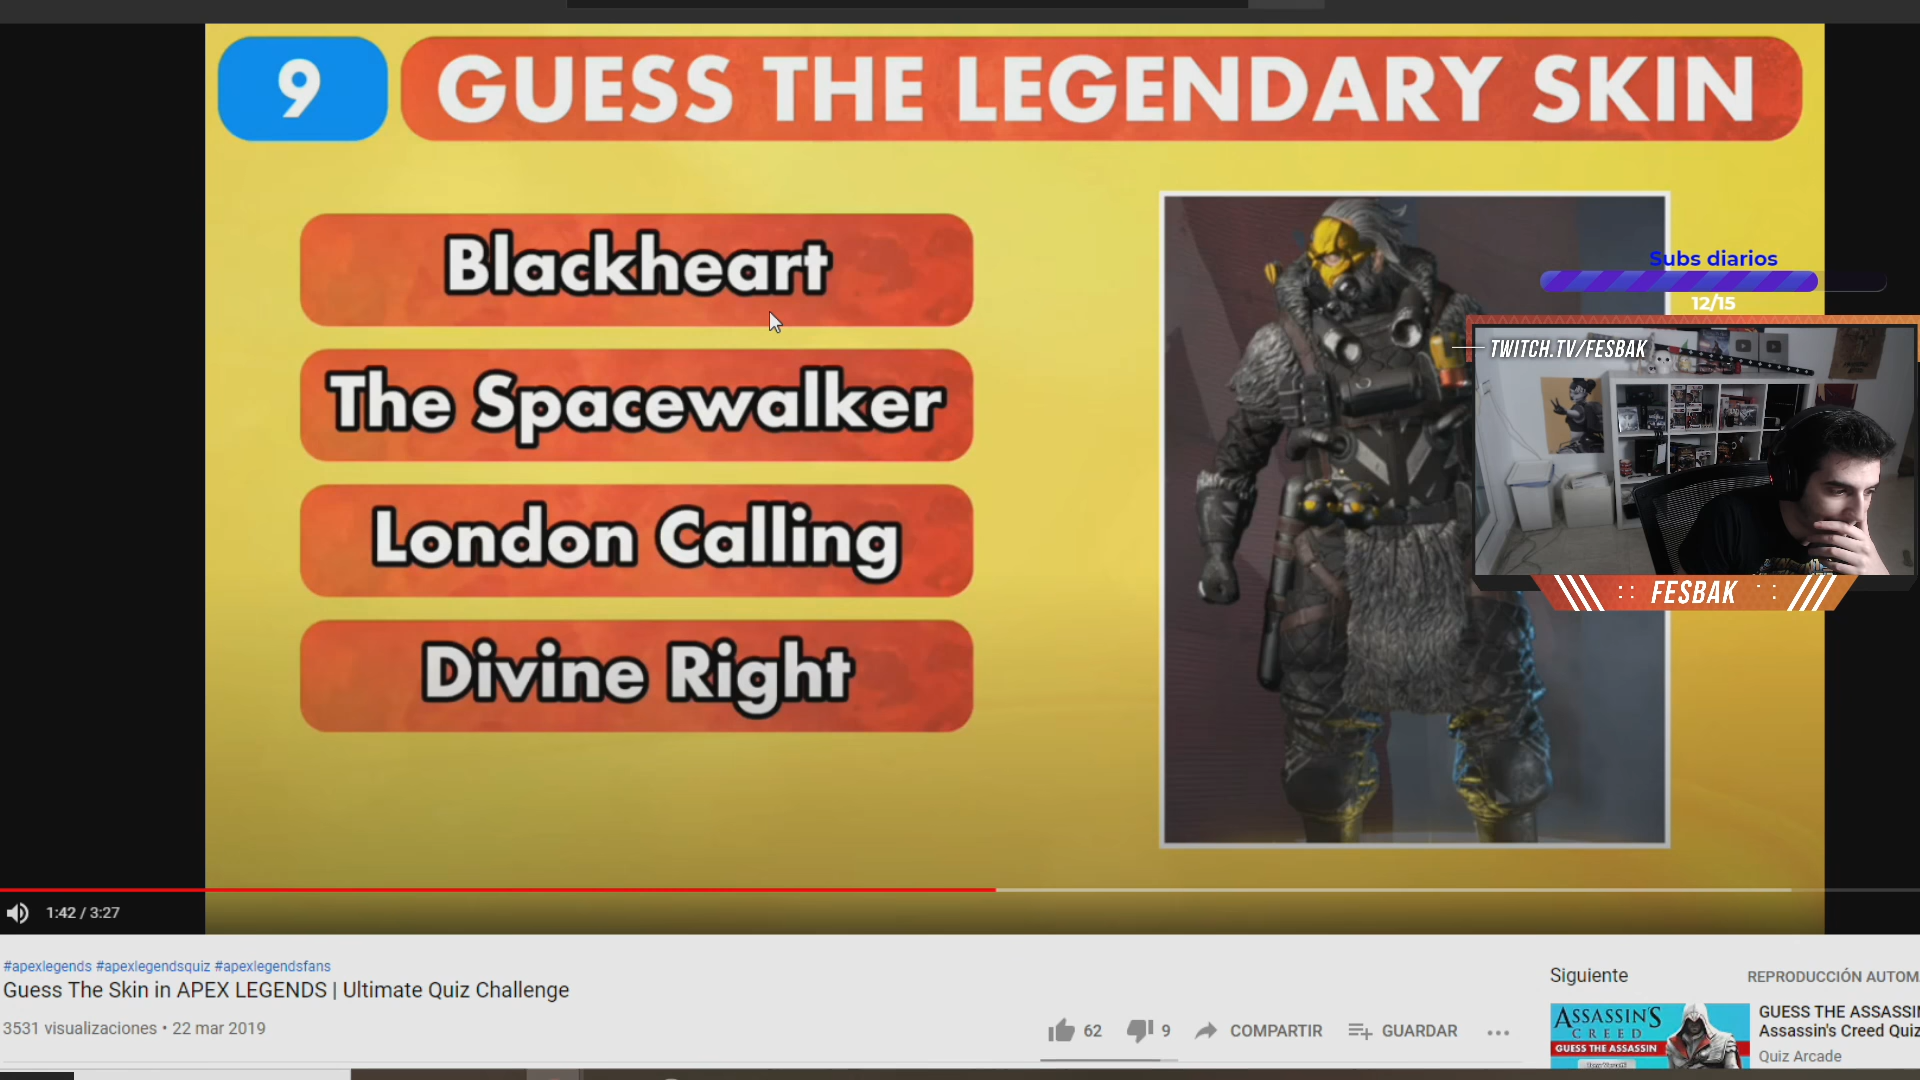 9
GUESS THE LEGENDARY SKIN
Blackheart
The Spacewalker
London Calling
Divine Right
Subs diarios
12/15
TWITCH.TV/FESBAK
:: FESBAK ::
1:42 / 3:27
#apexlegends #apexlegendsquiz #apexlegendsfans
Guess The Skin in APEX LEGENDS | Ultimate Quiz Challenge
3531 visualizaciones • 22 mar 2019
62
9
COMPARTIR
GUARDAR
Siguiente
REPRODUCCIÓN AUTOM
ASSASSIN'S
CREED
GUESS THE ASSASSIN
GUESS THE ASSASSIN
Assassin's Creed Quiz
Quiz Arcade